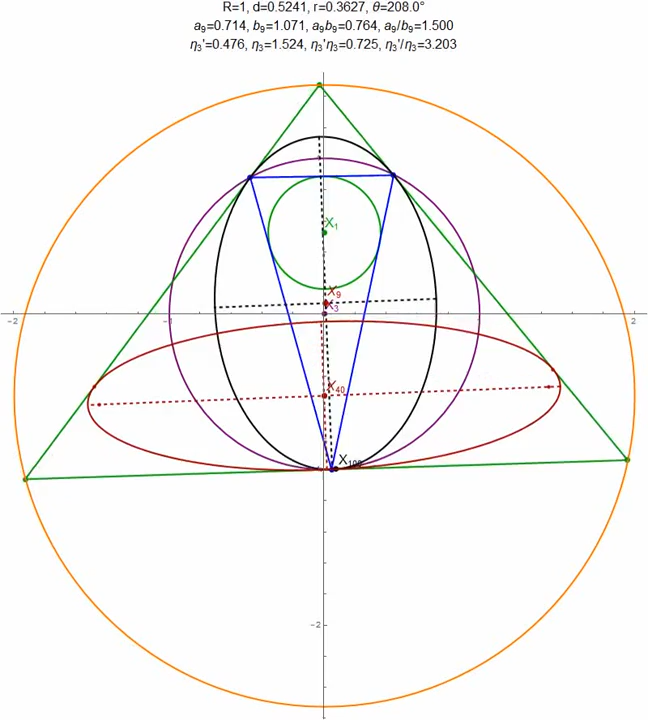 R=1, d=0.5241, r=0.3627, θ=208.0°
a₉=0.714, b₉=1.071, a₉b₉=0.764, a₉/b₉=1.500
η₃'=0.476, η₃=1.524, η₃'η₃=0.725, η₃'/η₃=3.203
X₁
X₉
X₃
-2
-1
2
X₄₀
X₁₀₀
-2